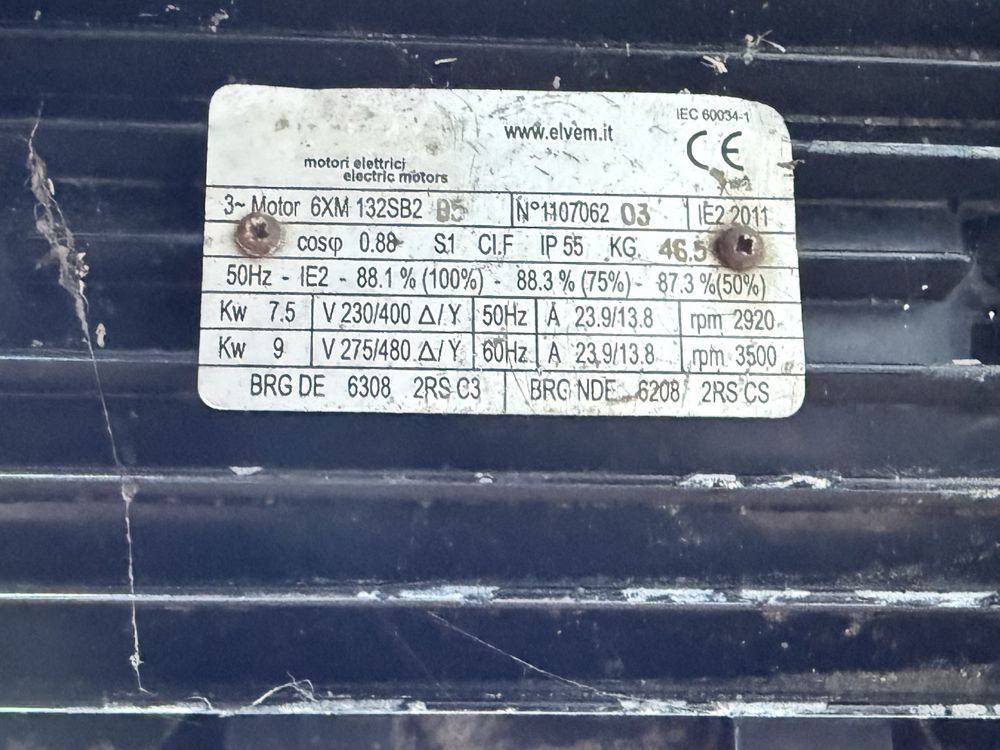 IEC 60034-1
www.elvem.it
CE
motori elettrici
electric motors
3~ Motor 6XM 132SB2 B5 N° 1107062 03 IE2 2011
cosφ 0.88 S.1 Cl.F IP 55 KG. 46.5
50Hz - IE2 - 88.1 % (100%) - 88.3 % (75%) - 87.3 % (50%)
Kw 7.5 V 230/400 Δ/Y 50Hz A 23.9/13.8 rpm 2920
Kw 9 V 275/480 Δ/Y 60Hz A 23.9/13.8 rpm 3500
BRG DE 6308 2RS C3 BRG NDE 6208 2RS CS